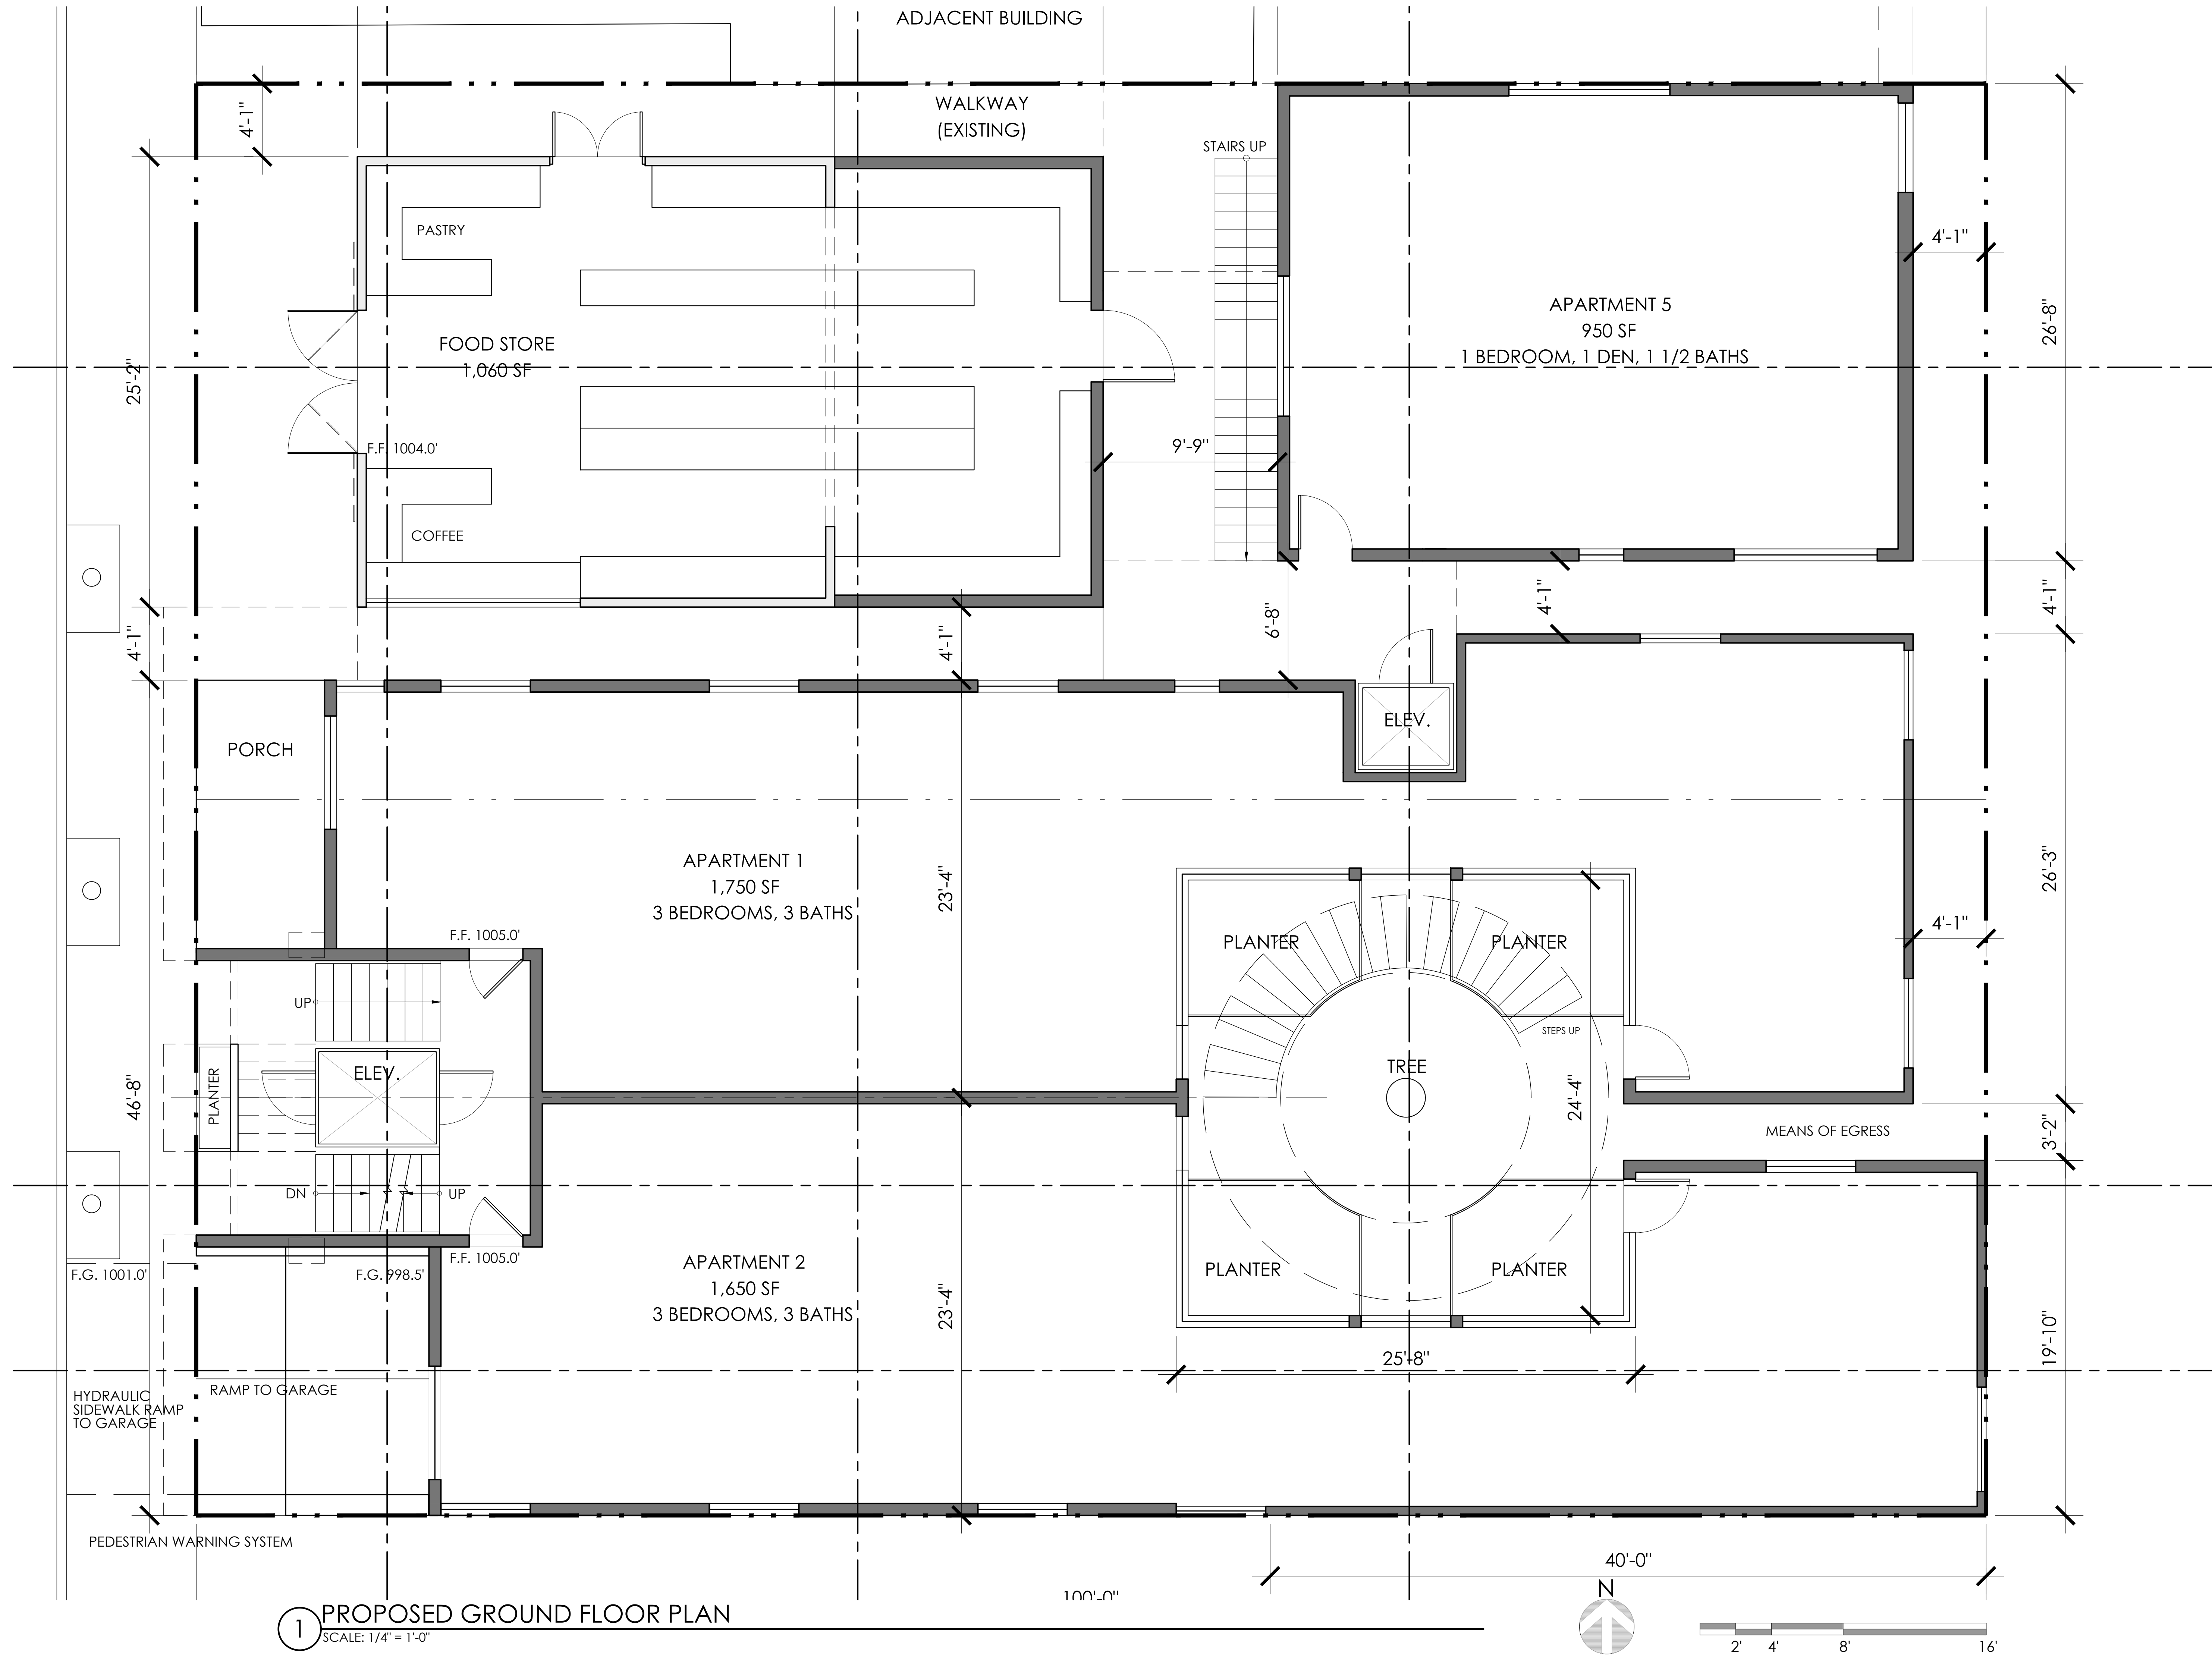 ADJACENT BUILDING
WALKWAY
(EXISTING)
4'-1"
STAIRS UP
PASTRY
4'-1"
APARTMENT 5
950 SF
1 BEDROOM, 1 DEN, 1 1/2 BATHS
26'-8"
FOOD STORE
1,060 SF
25'-2"
F.F. 1004.0'
9'-9"
COFFEE
4'-1"
4'-1"
6'-8"
4'-1"
4'-1"
ELEV.
PORCH
APARTMENT 1
1,750 SF
3 BEDROOMS, 3 BATHS
23'-4"
26'-3"
4'-1"
F.F. 1005.0'
PLANTER
PLANTER
UP
STEPS UP
ELEV.
TREE
PLANTER
46'-8"
24'-4"
MEANS OF EGRESS
3'-2"
DN
UP
F.F. 1005.0'
APARTMENT 2
1,650 SF
3 BEDROOMS, 3 BATHS
23'-4"
PLANTER
PLANTER
F.G. 1001.0'
F.G. 998.5'
19'-10"
25'-8"
RAMP TO GARAGE
HYDRAULIC
SIDEWALK RAMP
TO GARAGE
PEDESTRIAN WARNING SYSTEM
40'-0"
100'-0"
N
1
PROPOSED GROUND FLOOR PLAN
SCALE: 1/4" = 1'-0"
2' 4' 8' 16'